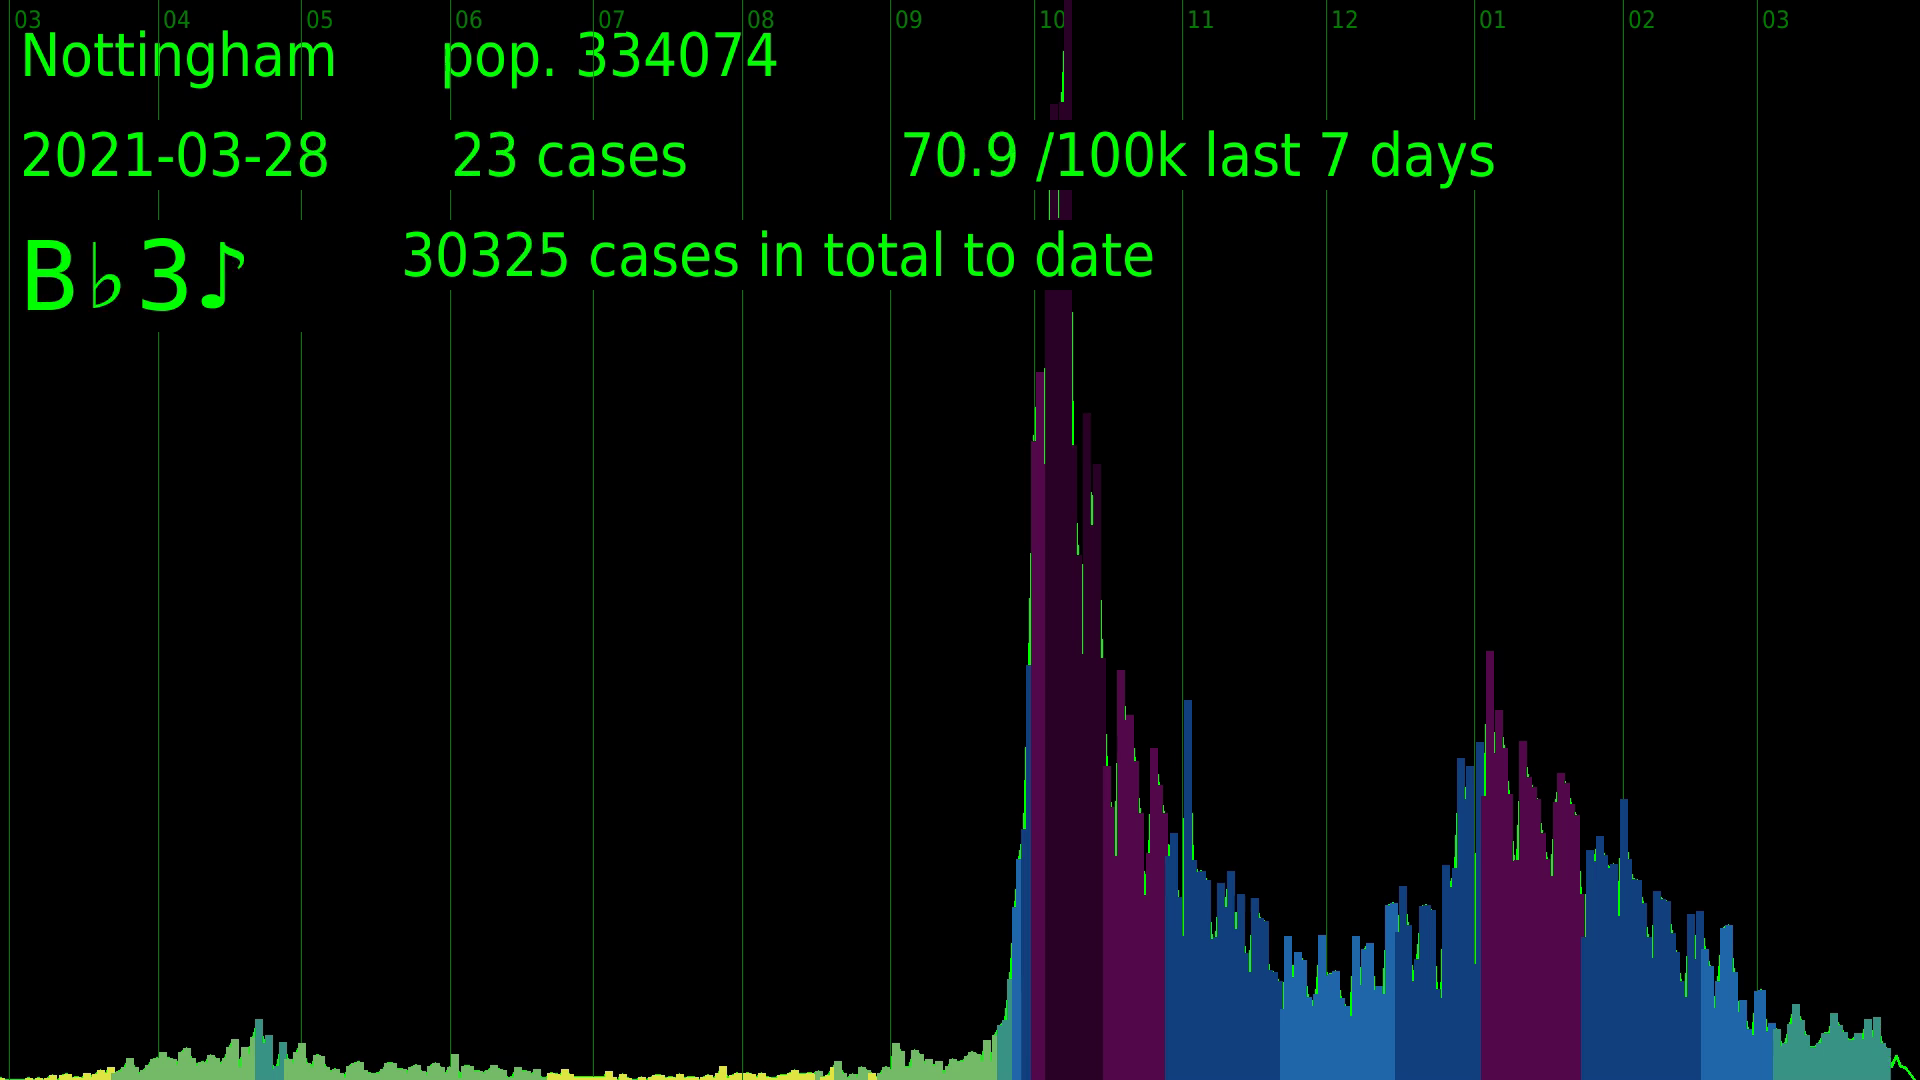 03 04 05 06 07 08 09 10 11 12 01 02 03
Nottingham pop. 334074
2021-03-28 23 cases 70.9 /100k last 7 days
B♭3♪ 30325 cases in total to date